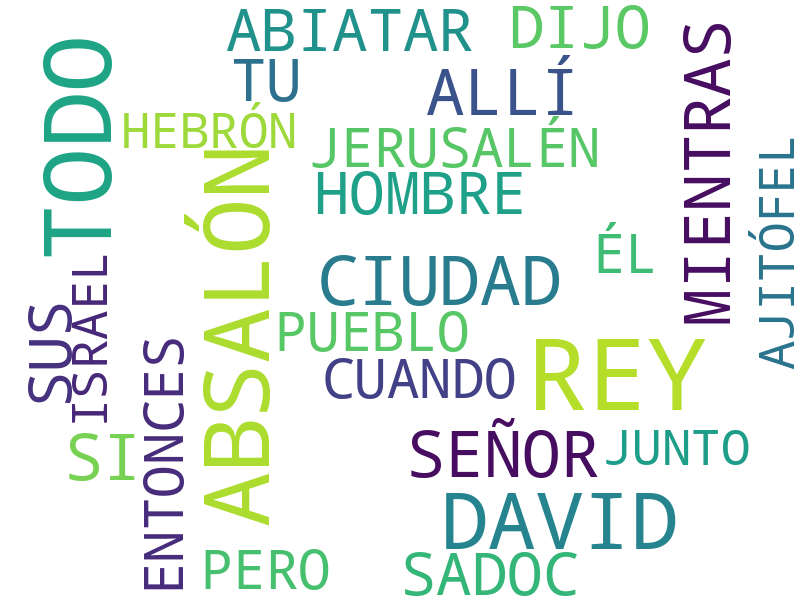 ABIATAR
DIJO
TODO
TU
ALLÍ
MIENTRAS
HEBRÓN
JERUSALÉN
AJITÓFEL
ABSALÓN
HOMBRE
ÉL
CIUDAD
ISRAEL
SUS
PUEBLO
REY
ENTONCES
CUANDO
SEÑOR
JUNTO
SI
DAVID
PERO
SADOC